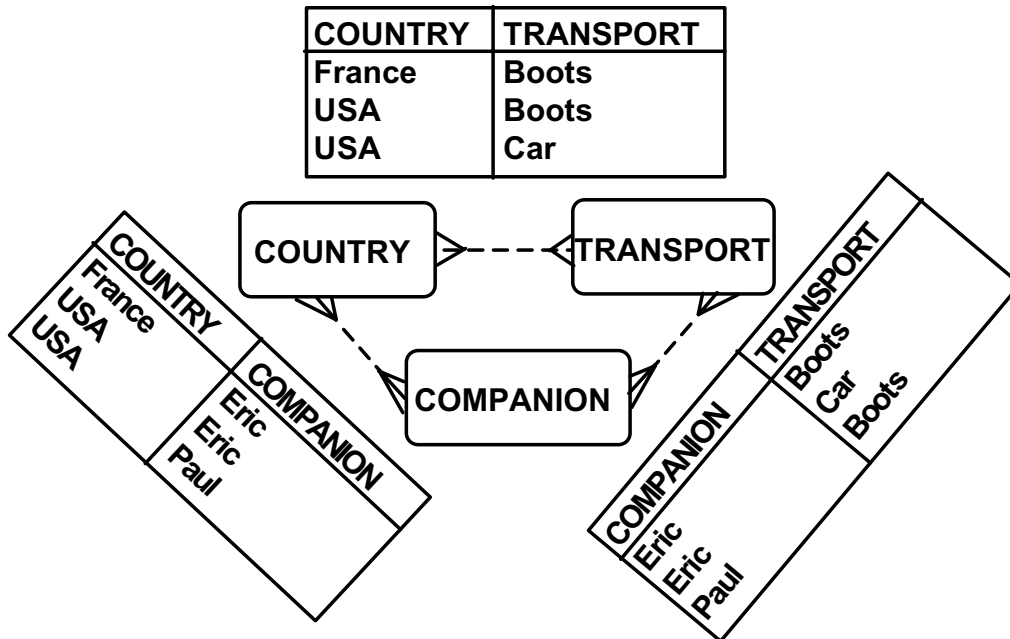 COUNTRY TRANSPORT
France Boots
USA Boots
USA Car
COUNTRY
TRANSPORT
COMPANION
COUNTRY COMPANION
France Eric
USA Eric
USA Paul
COMPANION TRANSPORT
Eric Boots
Eric Car
Paul Boots